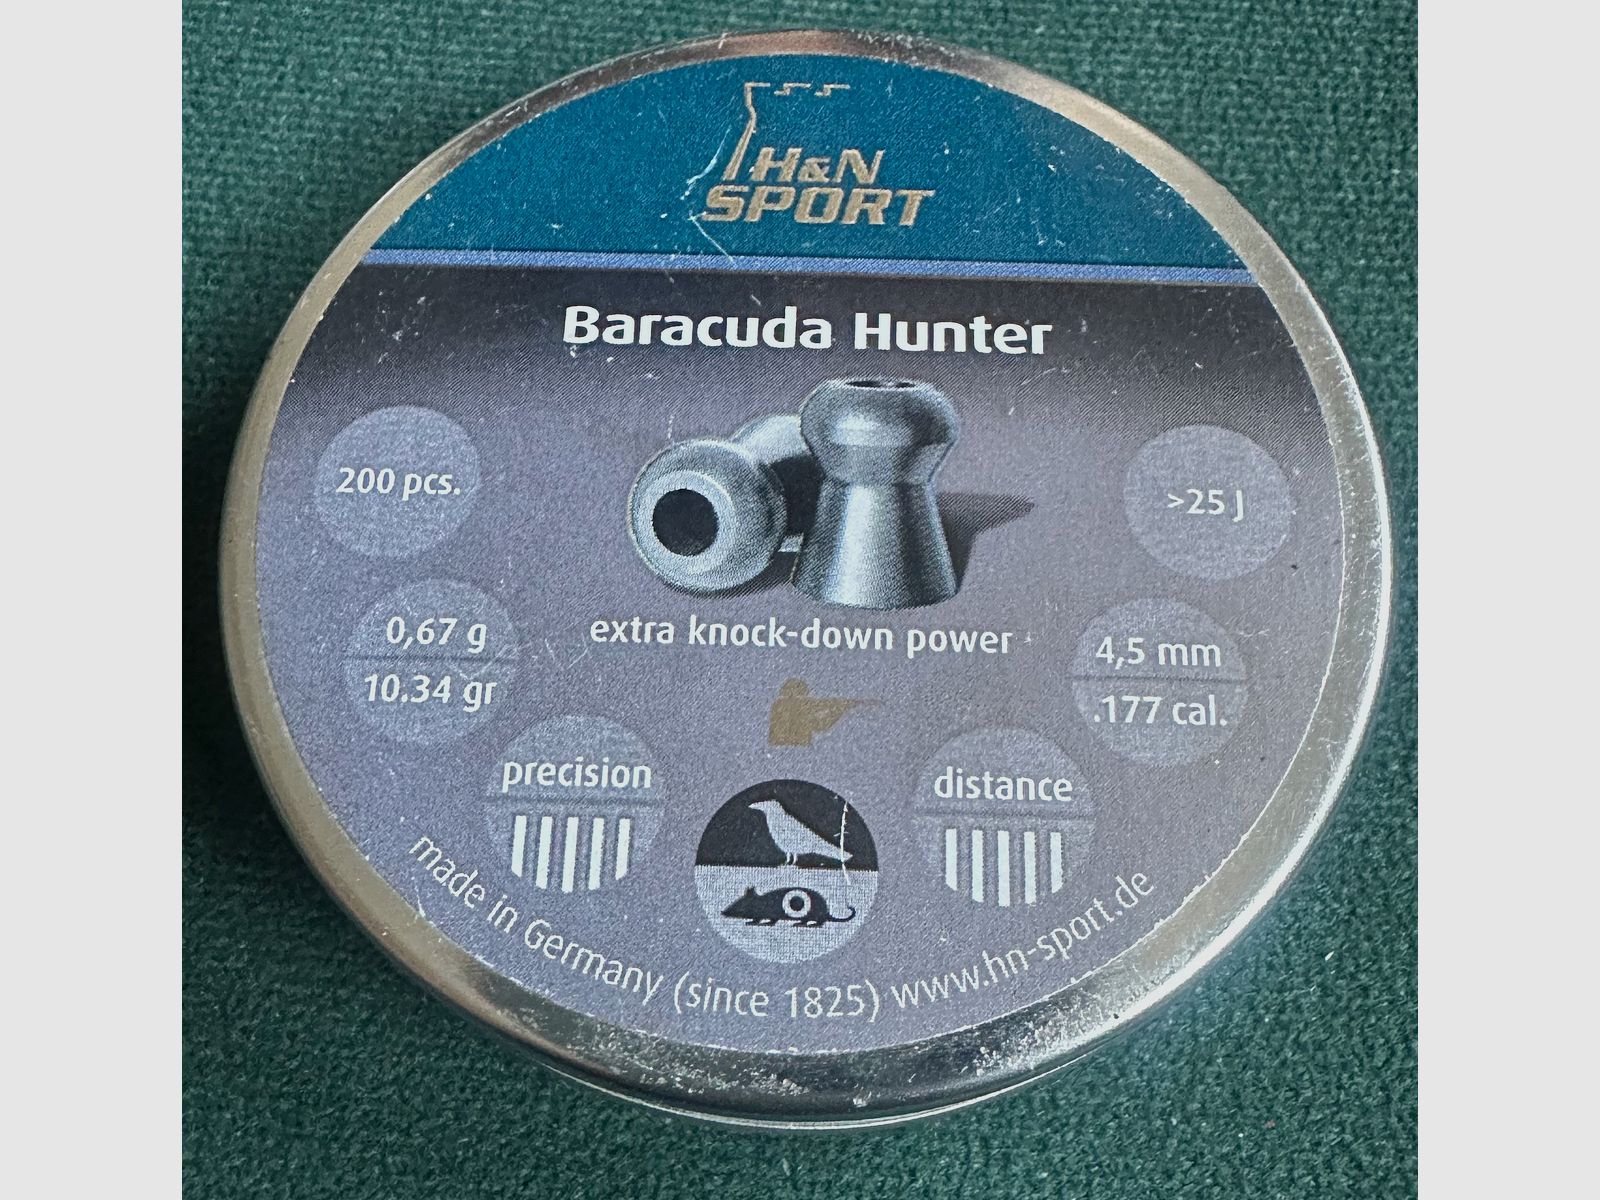 H&N
SPORT
Baracuda Hunter
200 pcs.
>25 J
extra knock-down power
0,67 g
10.34 gr
4,5 mm
.177 cal.
precision
distance
made in Germany (since 1825) www.hn-sport.de